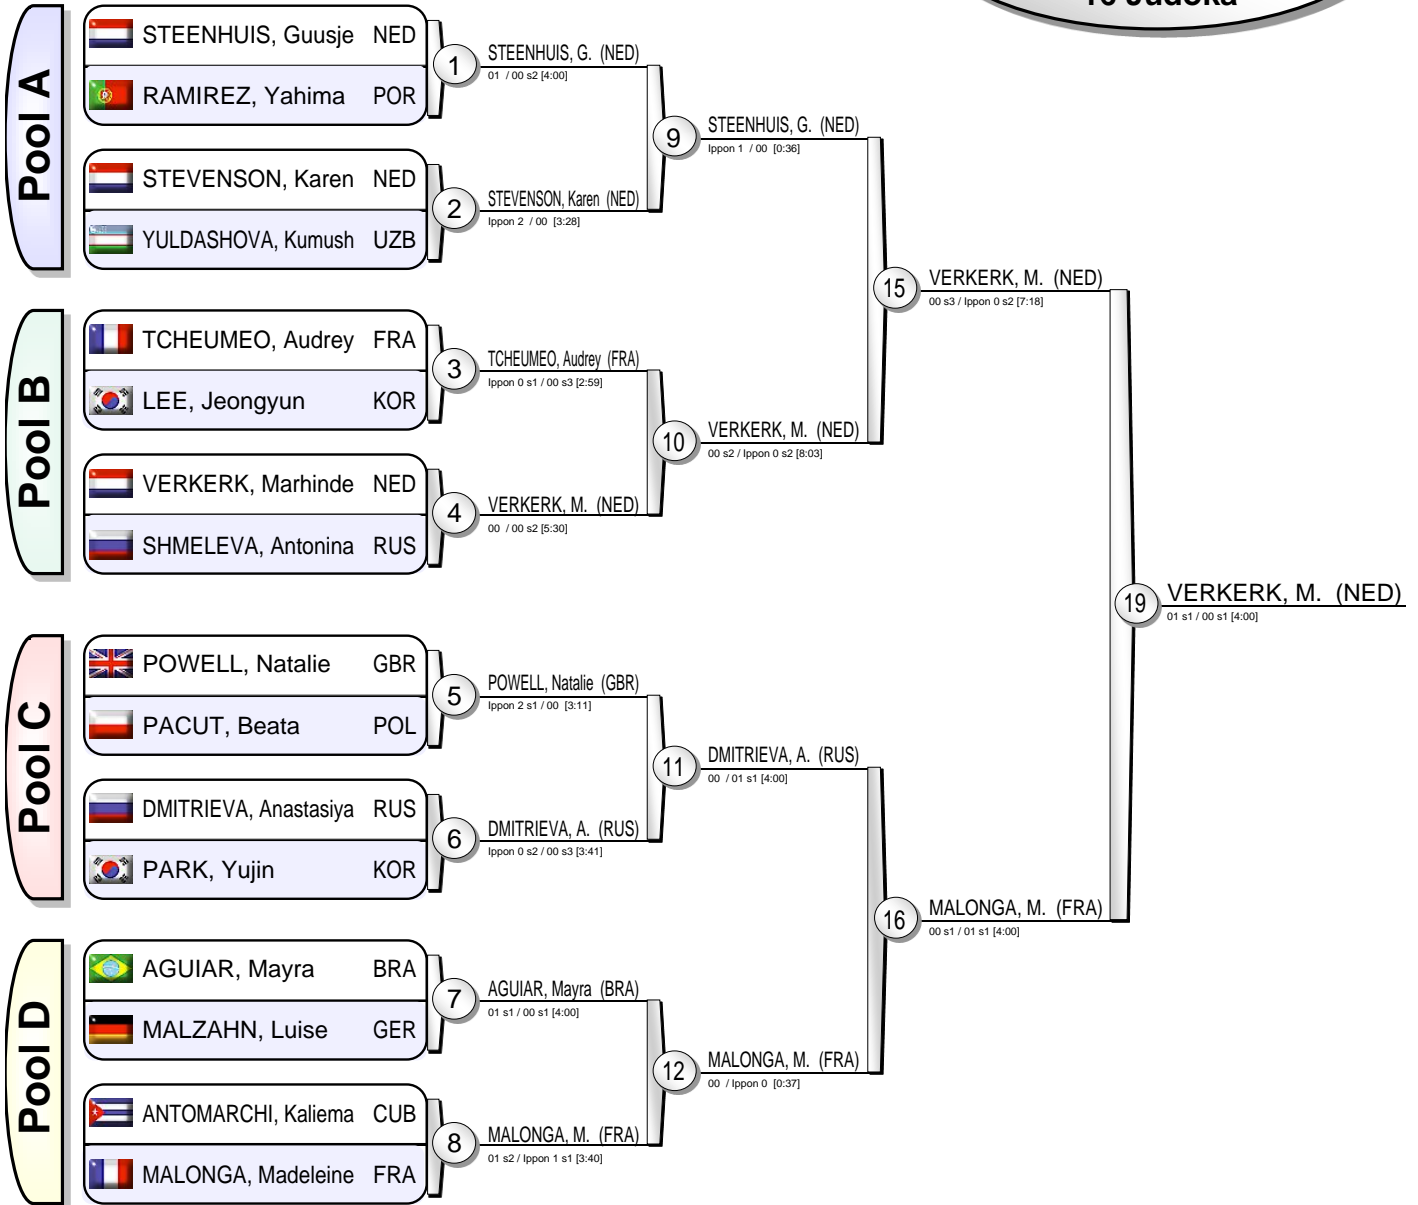 16 Judoka
Pool A
STEENHUIS, Guusje NED
RAMIREZ, Yahima POR
STEVENSON, Karen NED
YULDASHOVA, Kumush UZB
1
STEENHUIS, G. (NED)
01 / 00 s2 [4:00]
2
STEVENSON, Karen (NED)
Ippon 2 / 00 [3:28]
9
STEENHUIS, G. (NED)
Ippon 1 / 00 [0:36]
Pool B
TCHEUMEO, Audrey FRA
LEE, Jeongyun KOR
VERKERK, Marhinde NED
SHMELEVA, Antonina RUS
3
TCHEUMEO, Audrey (FRA)
Ippon 0 s1 / 00 s3 [2:59]
4
VERKERK, M. (NED)
00 / 00 s2 [5:30]
10
VERKERK, M. (NED)
00 s2 / Ippon 0 s2 [8:03]
15
VERKERK, M. (NED)
00 s3 / Ippon 0 s2 [7:18]
Pool C
POWELL, Natalie GBR
PACUT, Beata POL
DMITRIEVA, Anastasiya RUS
PARK, Yujin KOR
5
POWELL, Natalie (GBR)
Ippon 2 s1 / 00 [3:11]
6
DMITRIEVA, A. (RUS)
Ippon 0 s2 / 00 s3 [3:41]
11
DMITRIEVA, A. (RUS)
00 / 01 s1 [4:00]
Pool D
AGUIAR, Mayra BRA
MALZAHN, Luise GER
ANTOMARCHI, Kaliema CUB
MALONGA, Madeleine FRA
7
AGUIAR, Mayra (BRA)
01 s1 / 00 s1 [4:00]
8
MALONGA, M. (FRA)
01 s2 / Ippon 1 s1 [3:40]
12
MALONGA, M. (FRA)
00 / Ippon 0 [0:37]
16
MALONGA, M. (FRA)
00 s1 / 01 s1 [4:00]
19
VERKERK, M. (NED)
01 s1 / 00 s1 [4:00]